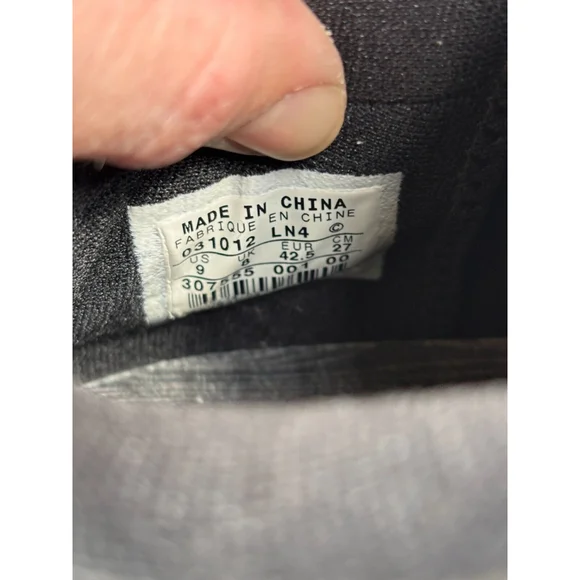 MADE IN CHINA
FABRIQUE EN CHINE
031012 LN4 ©
US UK EUR CM
9 8 42.5 27
307555 001 00